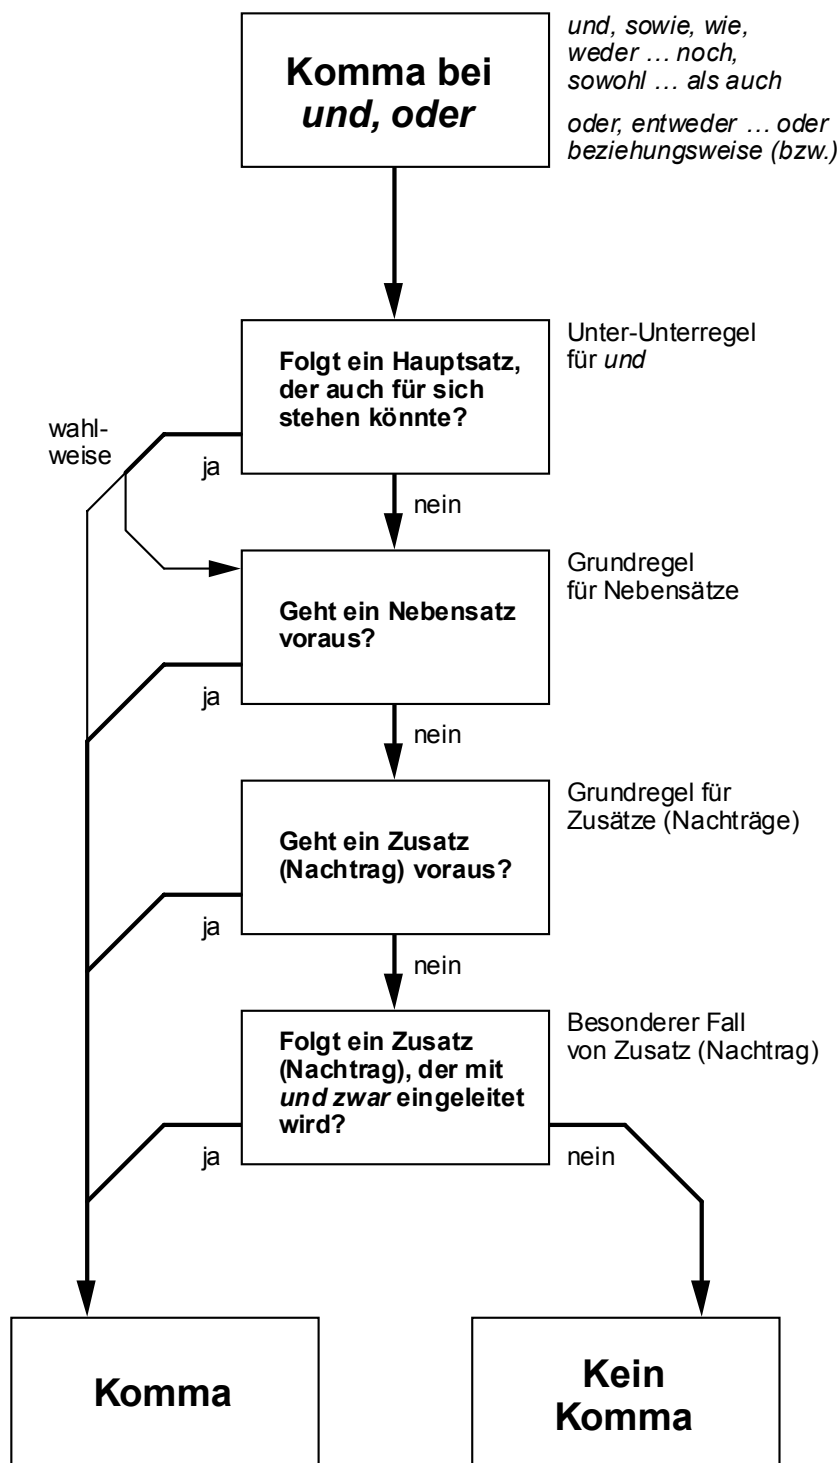 Komma bei
und, oder
und, sowie, wie,
weder … noch,
sowohl … als auch
oder, entweder … oder
beziehungsweise (bzw.)
Folgt ein Hauptsatz,
der auch für sich
stehen könnte?
Unter-Unterregel
für und
wahl-
weise
ja
nein
Geht ein Nebensatz
voraus?
Grundregel
für Nebensätze
ja
nein
Geht ein Zusatz
(Nachtrag) voraus?
Grundregel für
Zusätze (Nachträge)
ja
nein
Folgt ein Zusatz
(Nachtrag), der mit
und zwar eingeleitet
wird?
Besonderer Fall
von Zusatz (Nachtrag)
ja
nein
Komma
Kein
Komma